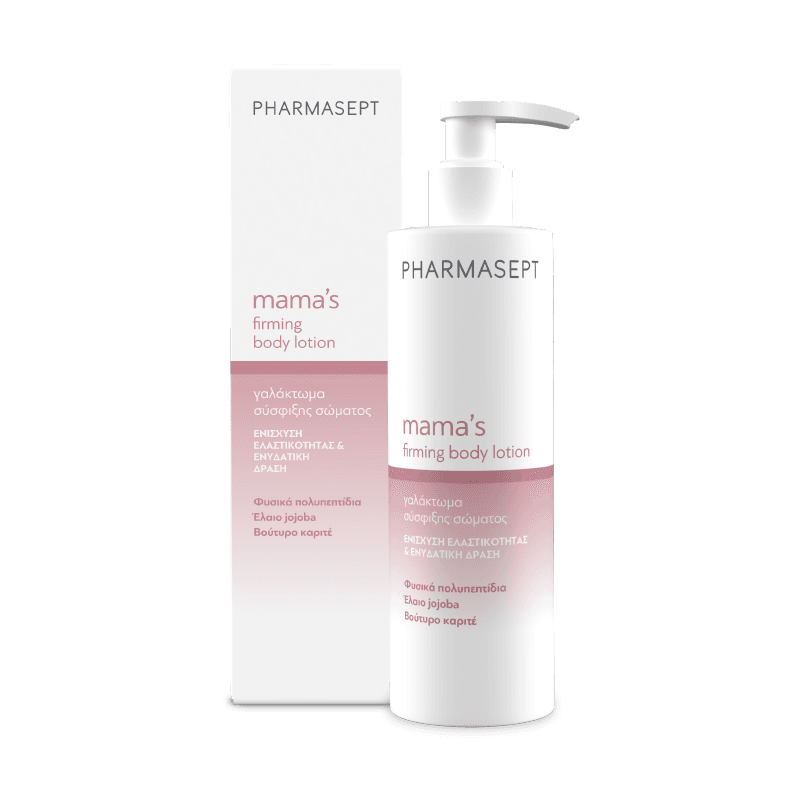 PHARMASEPT
mama's
firming
body lotion
γαλάκτωμα
σύσφιξης σώματος
ΕΝΙΣΧΥΣΗ
ΕΛΑΣΤΙΚΟΤΗΤΑΣ &
ΕΝΥΔΑΤΙΚΗ
ΔΡΑΣΗ
Φυσικά πολυπεπτίδια
Έλαιο jojoba
Βούτυρο καριτέ
PHARMASEPT
mama's
firming body lotion
γαλάκτωμα
σύσφιξης σώματος
ΕΝΙΣΧΥΣΗ ΕΛΑΣΤΙΚΟΤΗΤΑΣ
& ΕΝΥΔΑΤΙΚΗ ΔΡΑΣΗ
Φυσικά πολυπεπτίδια
Έλαιο jojoba
Βούτυρο καριτέ